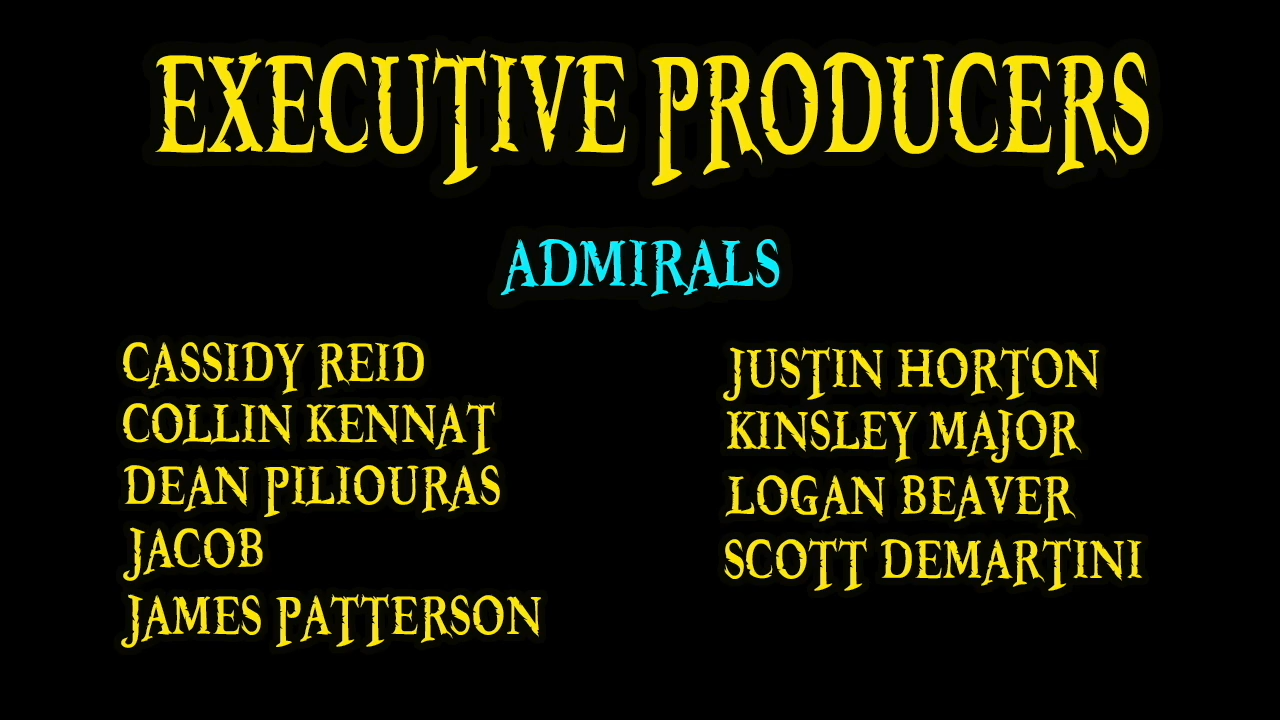 EXECUTIVE PRODUCERS
ADMIRALS
CASSIDY REID
COLLIN KENNAT
DEAN PILIOURAS
JACOB
JAMES PATTERSON
JUSTIN HORTON
KINSLEY MAJOR
LOGAN BEAVER
SCOTT DEMARTINI